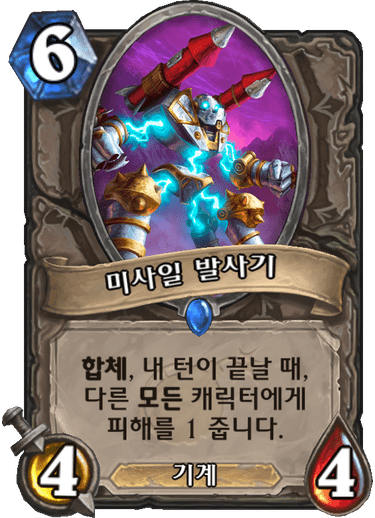 6
미사일 발사기
합체, 내 턴이 끝날 때,
다른 모든 캐릭터에게
피해를 1 줍니다.
4
기계
4